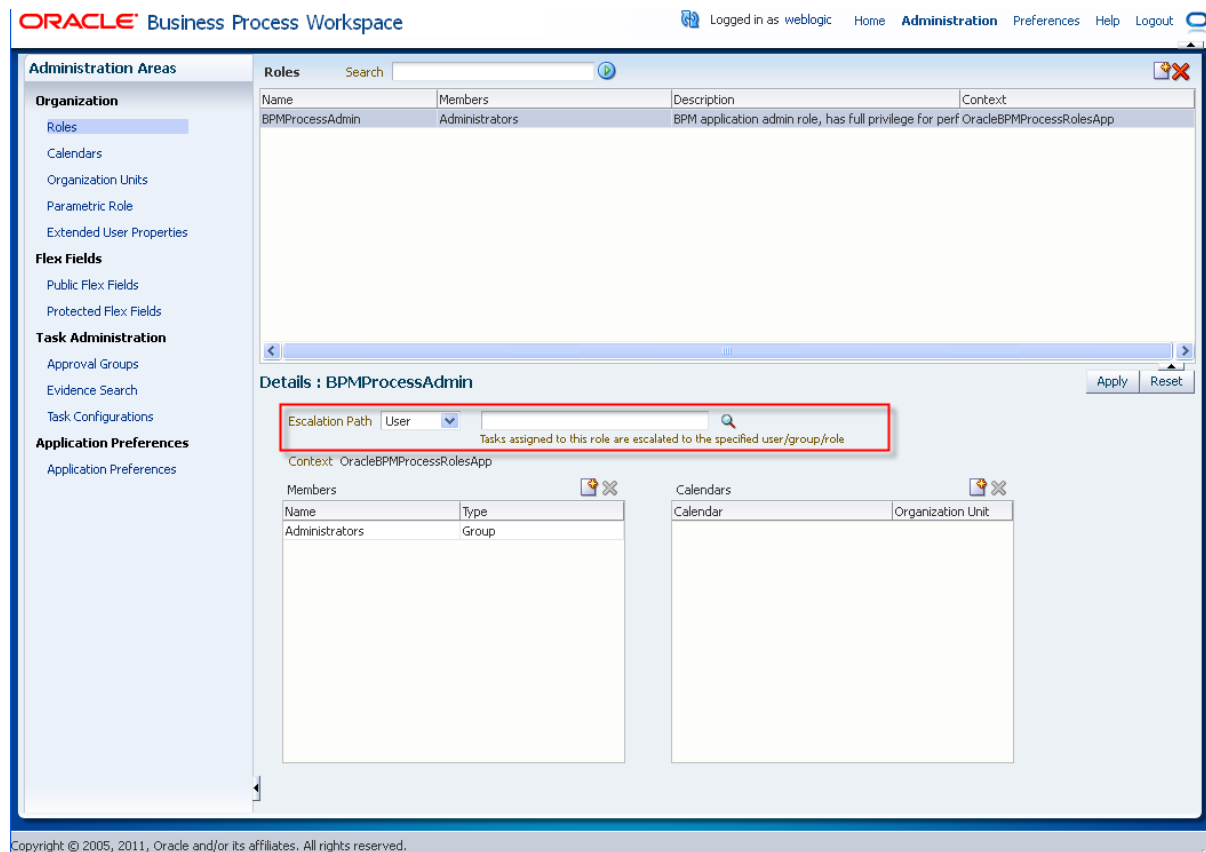 ORACLE Business Process Workspace
Logged in as weblogic Home Administration Preferences Help Logout
Administration Areas
Organization
Roles
Calendars
Organization Units
Parametric Role
Extended User Properties
Flex Fields
Public Flex Fields
Protected Flex Fields
Task Administration
Approval Groups
Evidence Search
Task Configurations
Application Preferences
Application Preferences
Roles Search
Name Members Description Context
BPMProcessAdmin Administrators BPM application admin role, has full privilege for perf OracleBPMProcessRolesApp
Details : BPMProcessAdmin
Apply Reset
Escalation Path User
Tasks assigned to this role are escalated to the specified user/group/role
Context OracleBPMProcessRolesApp
Members
Name Type
Administrators Group
Calendars
Calendar Organization Unit
Copyright © 2005, 2011, Oracle and/or its affiliates. All rights reserved.